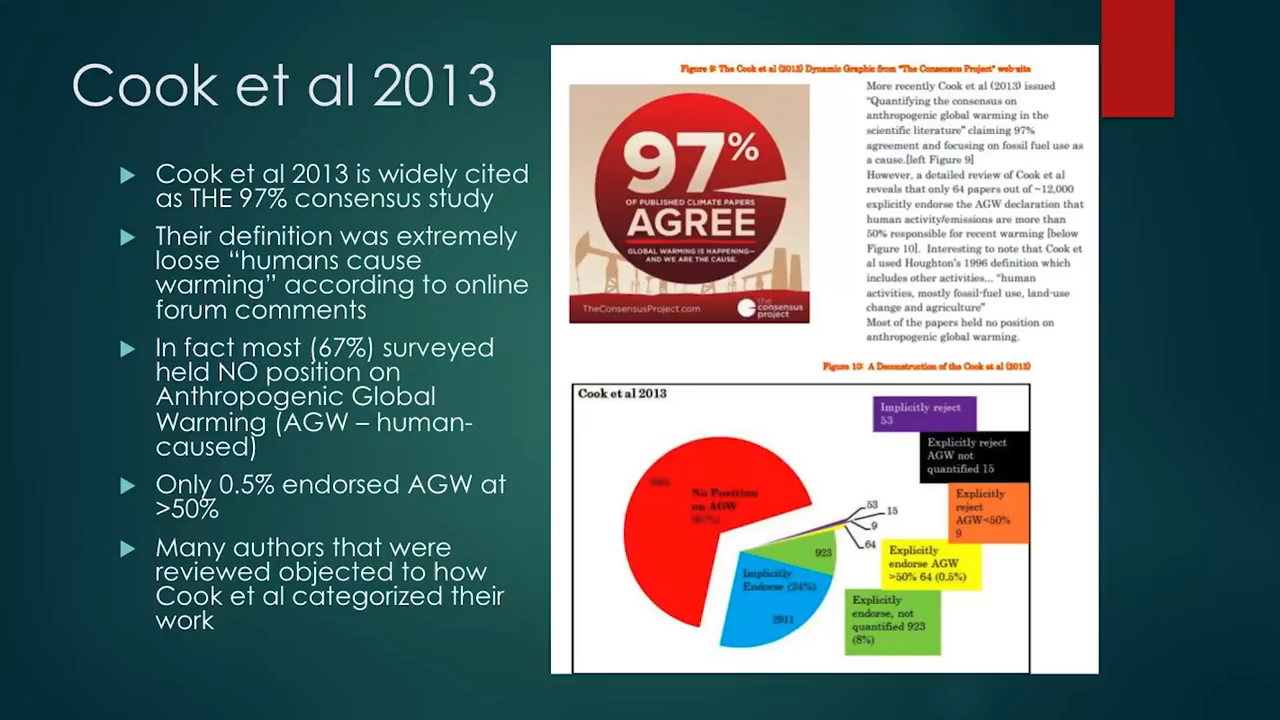 Cook et al 2013
Cook et al 2013 is widely cited
as THE 97% consensus study
Their definition was extremely
loose “humans cause
warming” according to online
forum comments
In fact most (67%) surveyed
held NO position on
Anthropogenic Global
Warming (AGW – human-
caused)
Only 0.5% endorsed AGW at
>50%
Many authors that were
reviewed objected to how
Cook et al categorized their
work
Figure 9: The Cook et al (2013) Dynamic Graphic from "The Consensus Project" web-site
97%
OF PUBLISHED CLIMATE PAPERS
AGREE
GLOBAL WARMING IS HAPPENING—
AND WE ARE THE CAUSE.
TheConsensusProject.com
the
consensus
project
More recently Cook et al (2013) issued
"Quantifying the consensus on
anthropogenic global warming in the
scientific literature" claiming 97%
agreement and focusing on fossil fuel use as
a cause.[left Figure 9]
However, a detailed review of Cook et al
reveals that only 64 papers out of ~12,000
explicitly endorse the AGW declaration that
human activity/emissions are more than
50% responsible for recent warming [below
Figure 10]. Interesting to note that Cook et
al used Houghton's 1996 definition which
includes other activities... "human
activities, mostly fossil-fuel use, land-use
change and agriculture"
Most of the papers held no position on
anthropogenic global warming.
Figure 10: A Deconstruction of the Cook et al (2013)
Cook et al 2013
Implicitly reject
53
Explicitly reject
AGW not
quantified 15
Explicitly
reject
AGW<50%
9
Explicitly
endorse AGW
>50% 64 (0.5%)
Explicitly
endorse, not
quantified 923
(8%)
No Position
on AGW
53
15
9
64
923
Implicitly
Endorse (24%)
2911